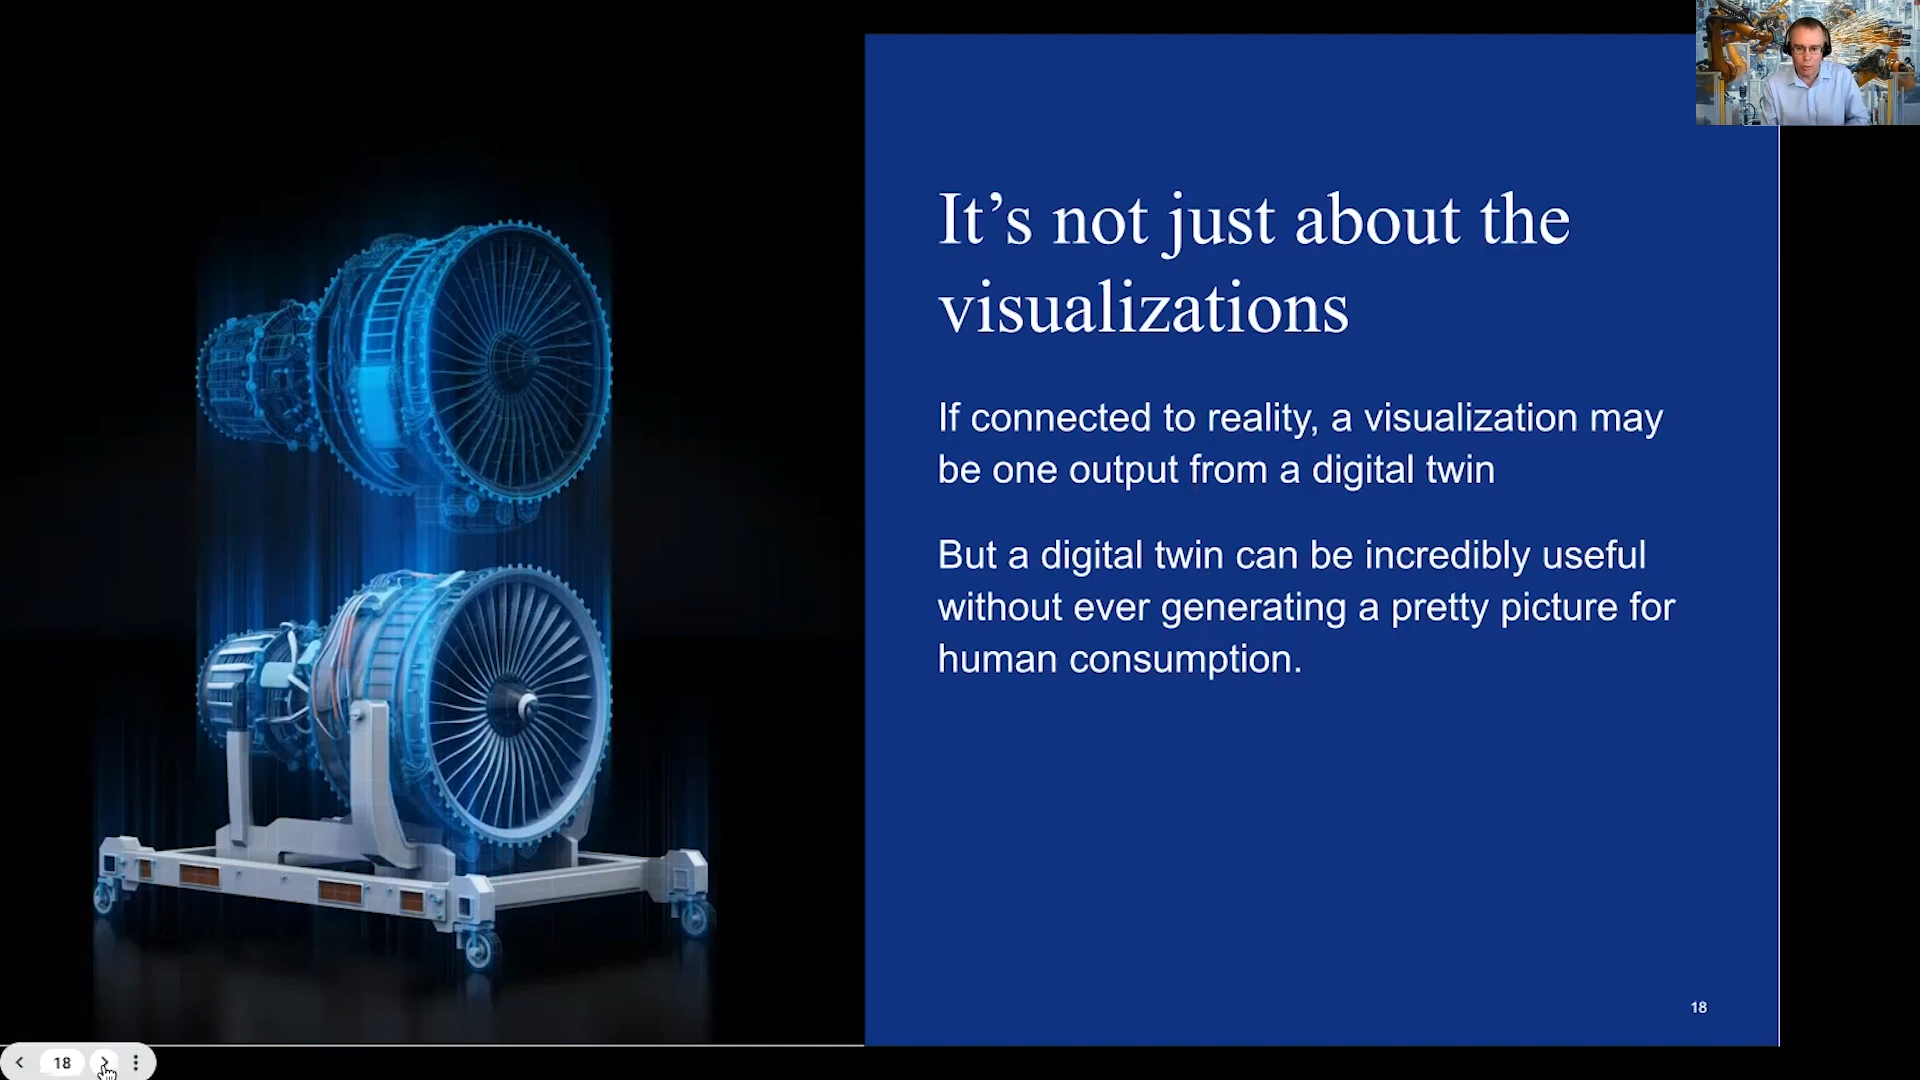 It’s not just about the
visualizations
If connected to reality, a visualization may
be one output from a digital twin
But a digital twin can be incredibly useful
without ever generating a pretty picture for
human consumption.
18
18